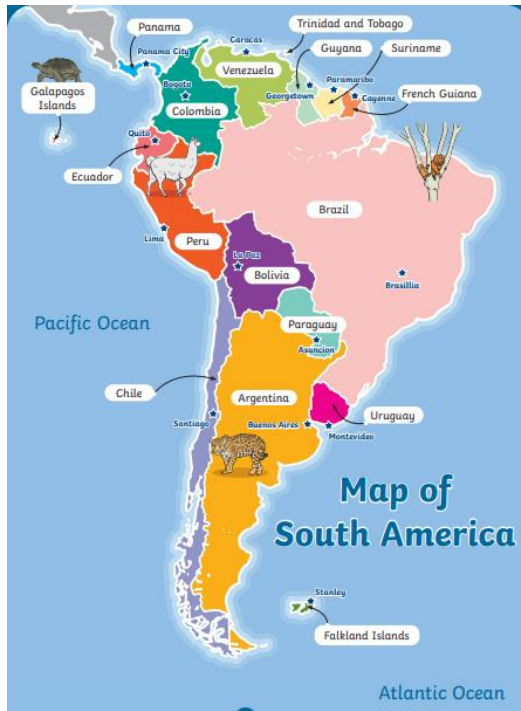 Panama
Caracas
Trinidad and Tobago
Panama City
Guyana
Suriname
Venezuela
Bogota
Paramaribo
Galapagos
Islands
Georgetown
Cayenne
French Guiana
Colombia
Quito
Ecuador
Brazil
Lima
Peru
La Paz
Bolivia
Brasillia
Pacific Ocean
Paraguay
Asuncion
Chile
Argentina
Santiago
Buenos Aires
Uruguay
Montevideo
Map of
South America
Stanley
Falkland Islands
Atlantic Ocean